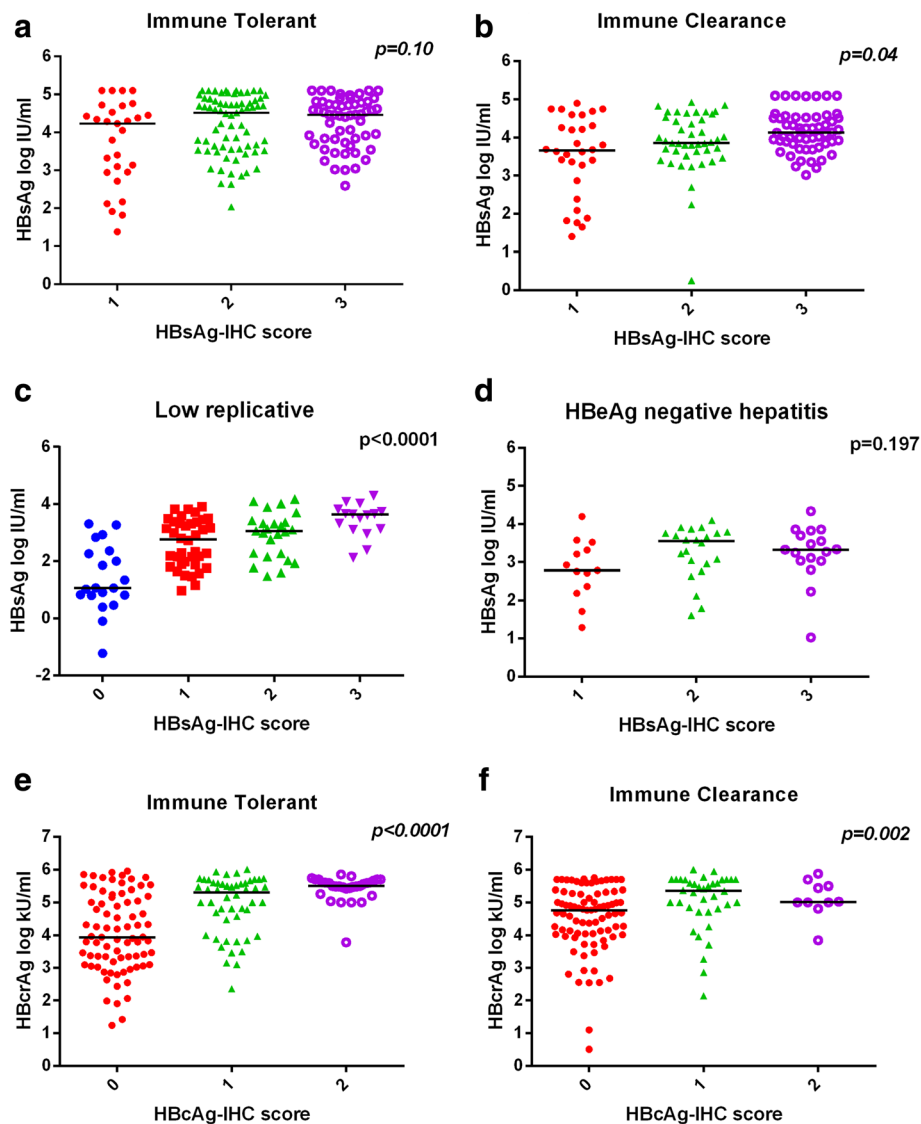 a
Immune Tolerant
p=0.10
HBsAg log IU/ml
6
5
4
3
2
1
0
1
2
3
HBsAg-IHC score
b
Immune Clearance
p=0.04
HBsAg log IU/ml
6
5
4
3
2
1
0
1
2
3
HBsAg-IHC score
c
Low replicative
p<0.0001
HBsAg log IU/ml
6
4
2
0
-2
0
1
2
3
HBsAg-IHC score
d
HBeAg negative hepatitis
p=0.197
HBsAg log IU/ml
6
5
4
3
2
1
0
1
2
3
HBsAg-IHC score
e
Immune Tolerant
p<0.0001
HBcrAg log kU/ml
7
6
5
4
3
2
1
0
0
1
2
HBcAg-IHC score
f
Immune Clearance
p=0.002
HBcrAg log kU/ml
7
6
5
4
3
2
1
0
0
1
2
HBcAg-IHC score